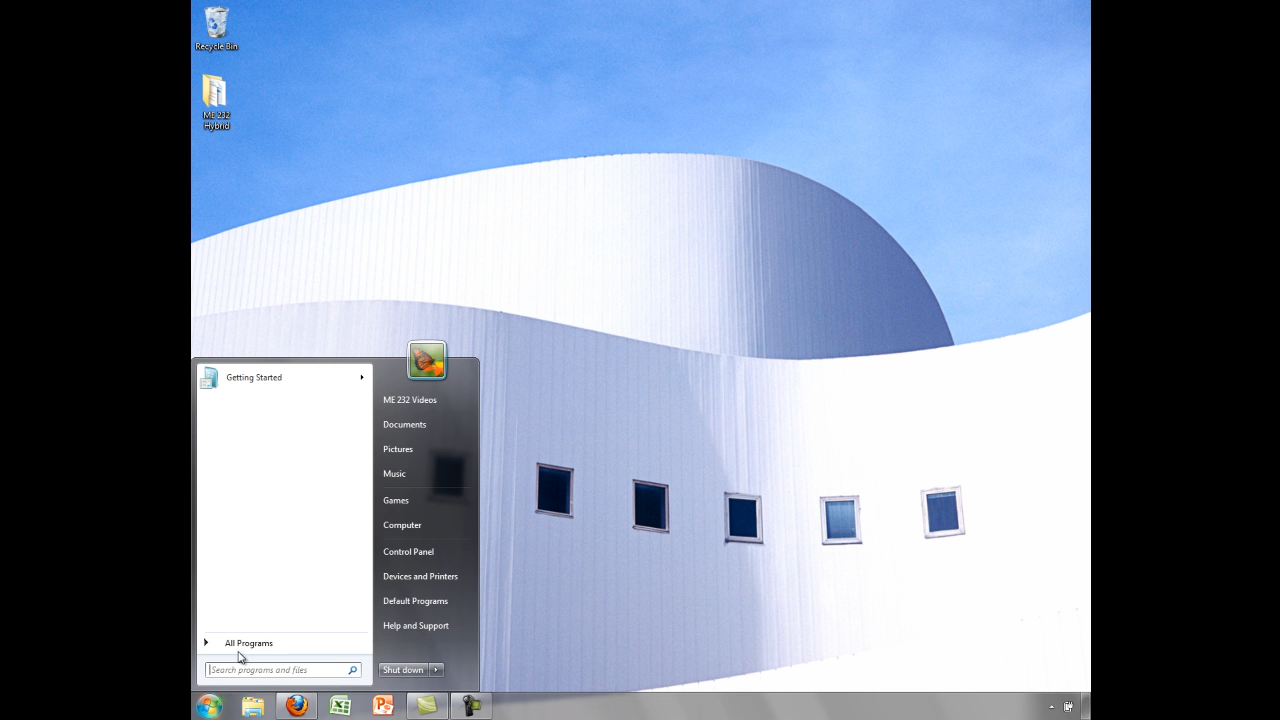 Recycle Bin
ME 232
Hybrid
Getting Started
ME 232 Videos
Documents
Pictures
Music
Games
Computer
Control Panel
Devices and Printers
Default Programs
Help and Support
All Programs
Search programs and files
Shut down